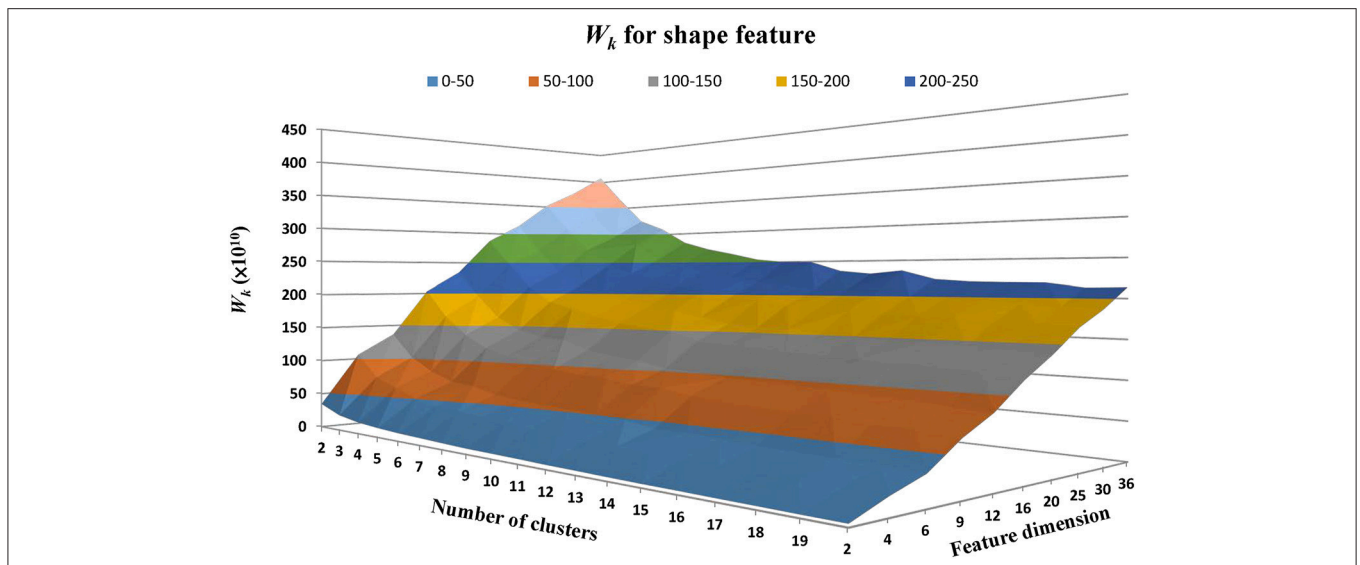 W_k for shape feature
0-50 50-100 100-150 150-200 200-250
450
400
350
300
250
200
150
100
50
0
W_k (×10¹⁰)
2 3 4 5 6 7 8 9 10 11 12 13 14 15 16 17 18 19
Number of clusters
2 4 6 9 12 16 20 25 30 36
Feature dimension